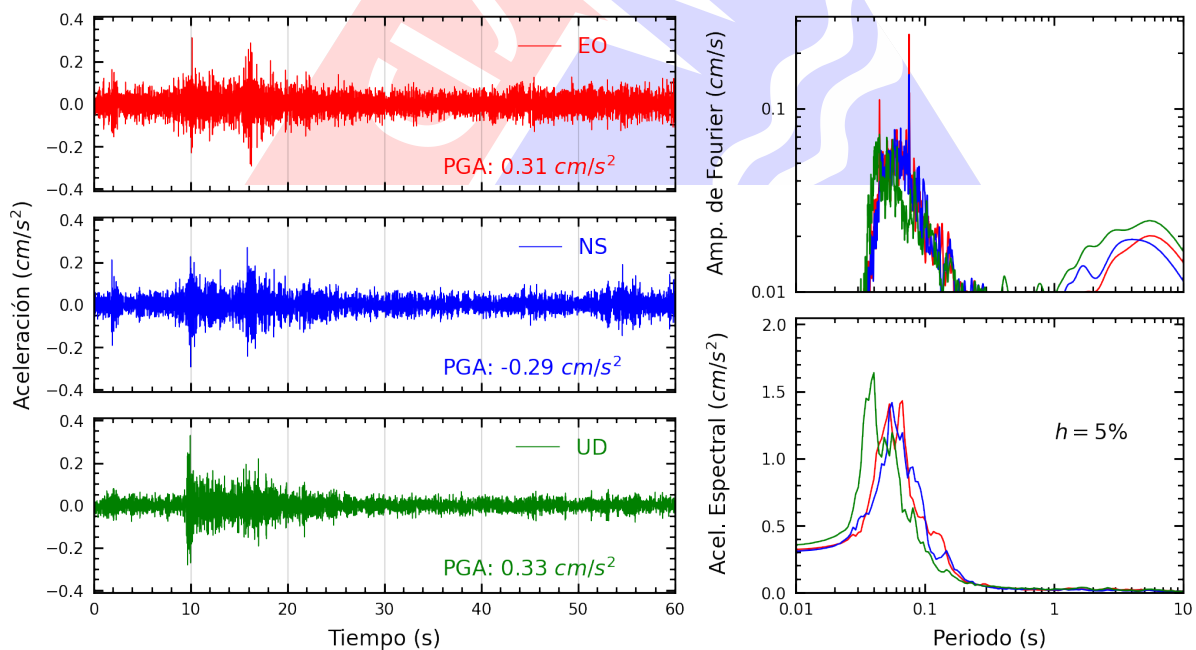 Aceleración (cm/s²)
0.4
0.2
0.0
−0.2
−0.4
EO
PGA: 0.31 cm/s²
0.4
0.2
0.0
−0.2
−0.4
NS
PGA: -0.29 cm/s²
0.4
0.2
0.0
−0.2
−0.4
UD
PGA: 0.33 cm/s²
0 10 20 30 40 50 60
Tiempo (s)
Amp. de Fourier (cm/s)
0.1
0.01
Acel. Espectral (cm/s²)
2.0
1.5
1.0
0.5
0.0
h = 5%
0.01 0.1 1 10
Periodo (s)